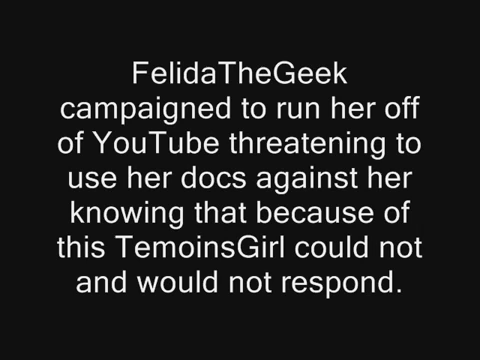 FelidaTheGeek
campaigned to run her off
of YouTube threatening to
use her docs against her
knowing that because of
this TemoinsGirl could not
and would not respond.